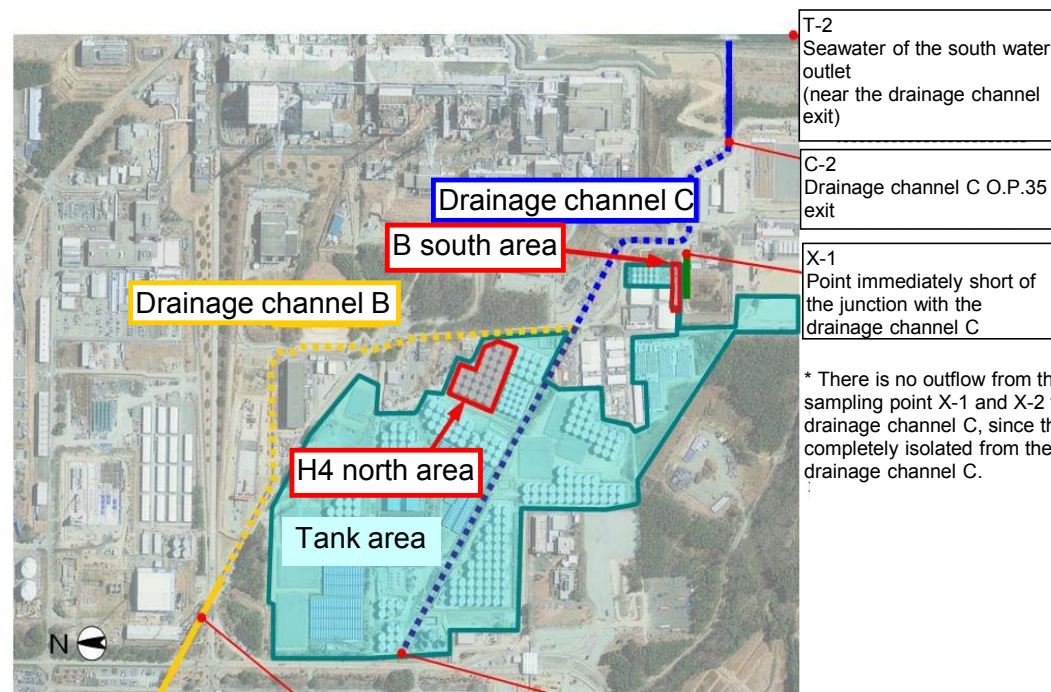 T-2
Seawater of the south water
outlet
(near the drainage channel
exit)
C-2
Drainage channel C O.P.35
exit
Drainage channel C
B south area
X-1
Point immediately short of
the junction with the
drainage channel C
Drainage channel B
* There is no outflow from th
sampling point X-1 and X-2
drainage channel C, since th
completely isolated from the
drainage channel C.
H4 north area
Tank area
N